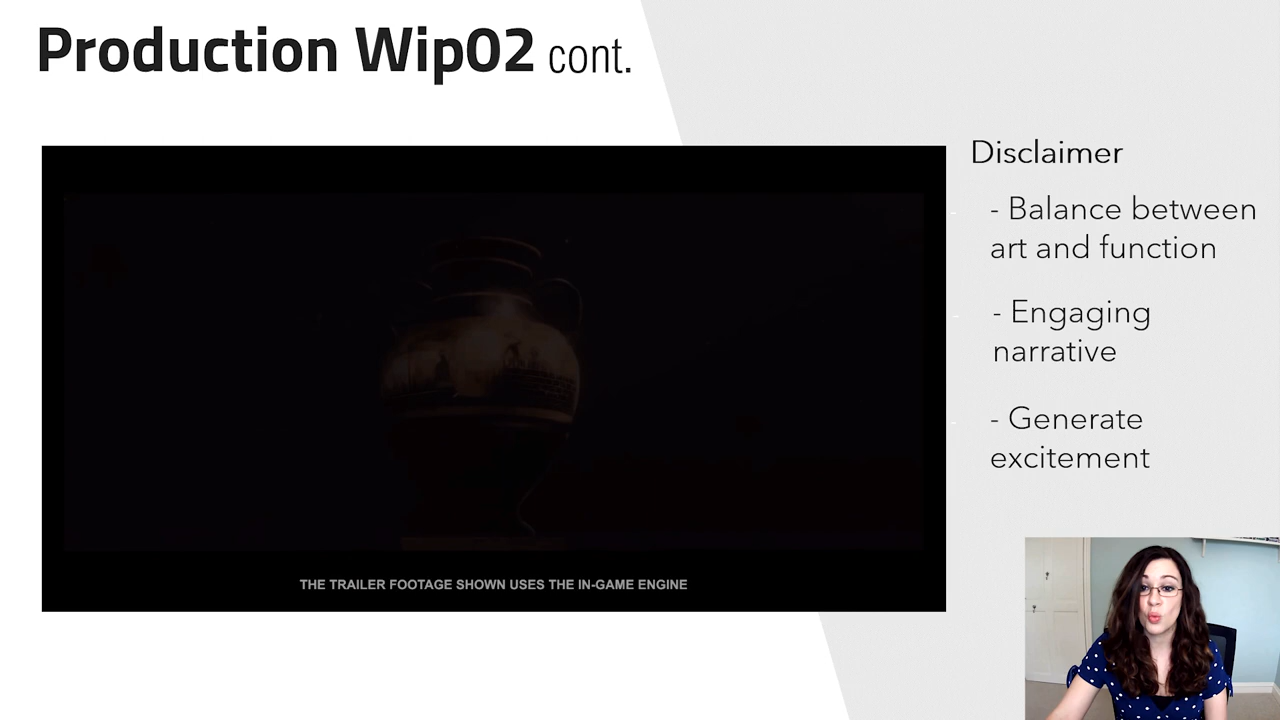 Production Wip02 cont.
Disclaimer
- Balance between
art and function
- Engaging
narrative
- Generate
excitement
THE TRAILER FOOTAGE SHOWN USES THE IN-GAME ENGINE